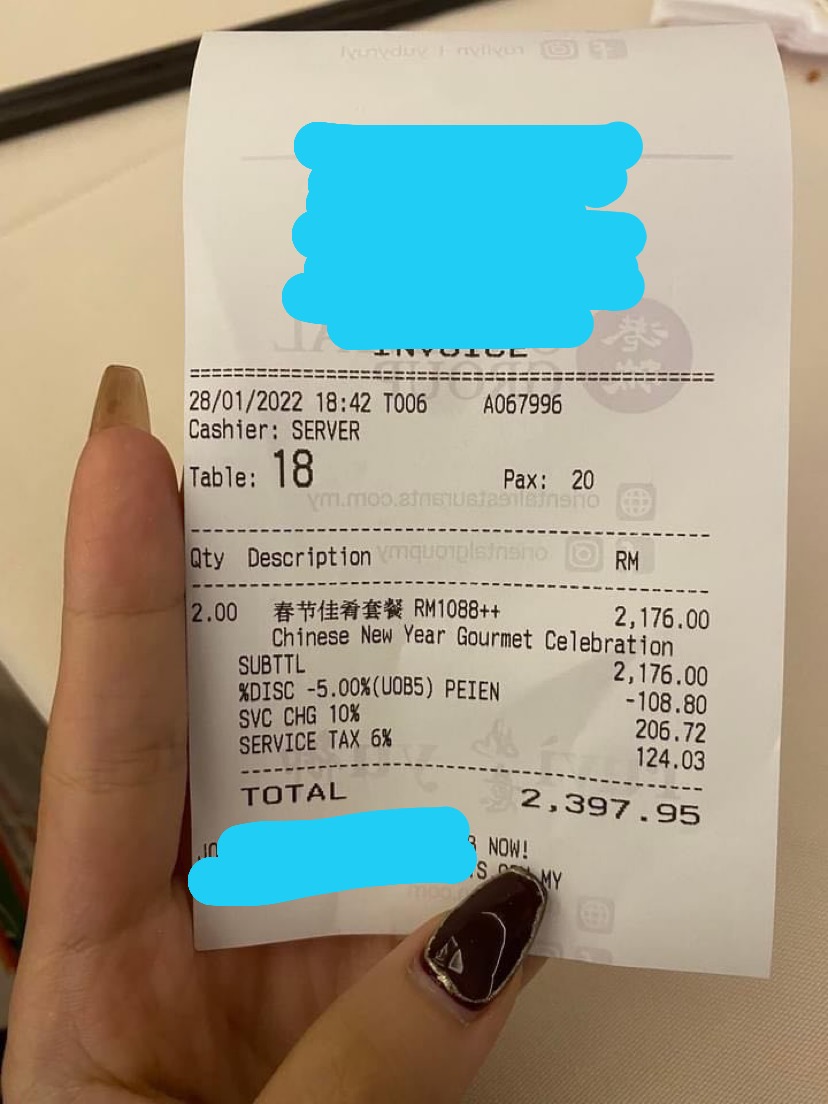 INVOICE
28/01/2022 18:42 T006 A067996
Cashier: SERVER
Table: 18 Pax: 20
Qty Description RM
2.00 春节佳肴套餐 RM1088++ 2,176.00
Chinese New Year Gourmet Celebration
SUBTTL 2,176.00
%DISC -5.00%(UOB5) PEIEN -108.80
SVC CHG 10% 206.72
SERVICE TAX 6% 124.03
TOTAL 2,397.95
NOW!
MY